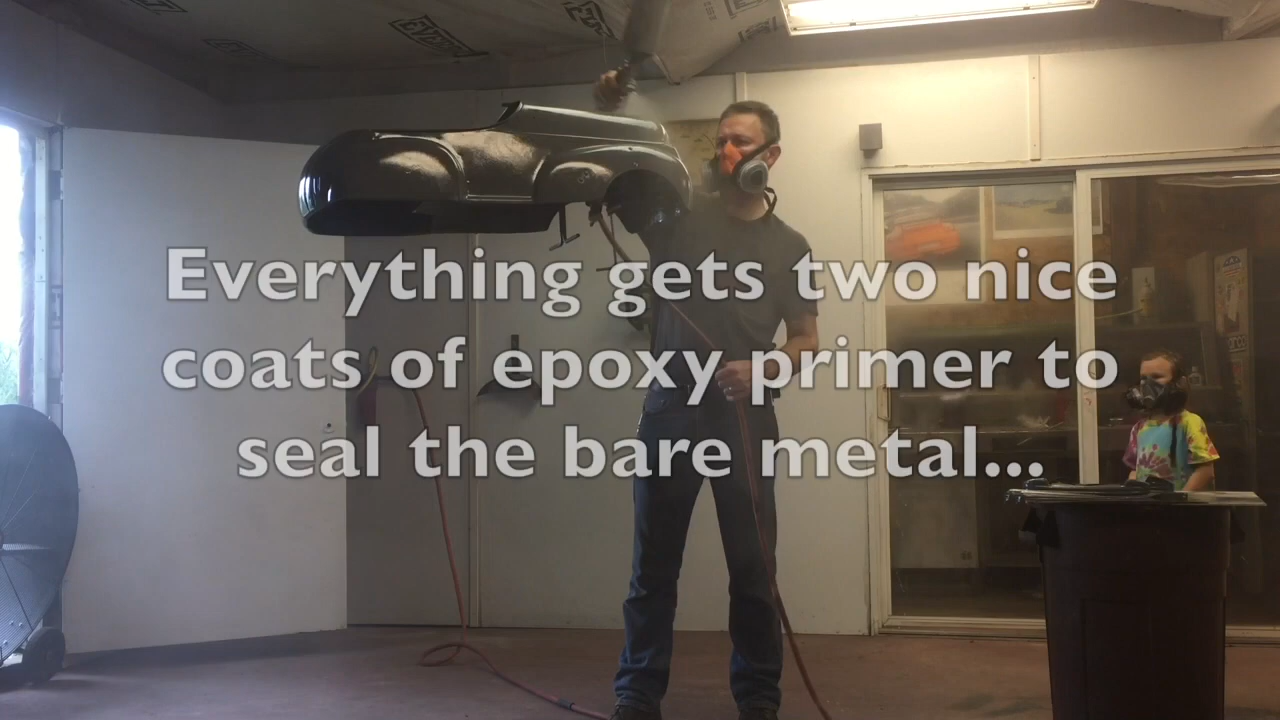 Everything gets two nice
coats of epoxy primer to
seal the bare metal...